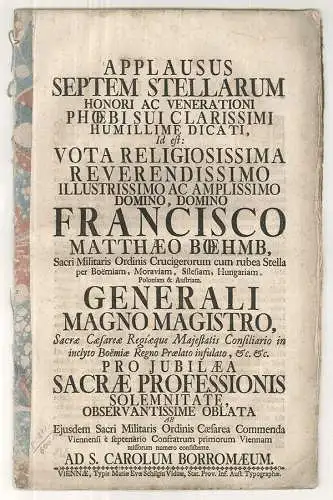 APPLAUSUS
SEPTEM STELLARUM
HONORI AC VENERATIONI
PHŒBI SUI CLARISSIMI
HUMILLIME DICATI,
Id est:
VOTA RELIGIOSISSIMA
REVERENDISSIMO
ILLUSTRISSIMO AC AMPLISSIMO
DOMINO, DOMINO
FRANCISCO
MATTHÆO BŒHMB,
Sacri Militaris Ordinis Crucigerorum cum rubea Stella
per Boëmiam, Moraviam, Silesiam, Hungariam,
Poloniam & Austriam,
GENERALI
MAGNO MAGISTRO,
Sacræ Cæsareæ Regiæque Majestatis Consiliario in
inclyto Boëmiæ Regno Prælato infulato, &c. &c.
PRO JUBILÆA
SACRÆ PROFESSIONIS
SOLEMNITATE,
OBSERVANTISSIME OBLATA
AB
Ejusdem Sacri Militaris Ordinis Cæsarea Commenda
Viennensi è septenario Confratrum primorum Viennam
missorum numero consistente.
AD S. CAROLUM BORROMÆUM.
VIENNÆ, Typis Mariæ Evæ Schilgin Viduæ, Stat. Prov. Inf. Aust. Typographæ.